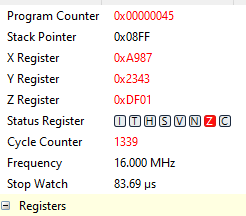 Program Counter 0x00000045
Stack Pointer 0x08FF
X Register 0xA987
Y Register 0x2343
Z Register 0xDF01
Status Register I T H S V N Z C
Cycle Counter 1339
Frequency 16.000 MHz
Stop Watch 83.69 µs
Registers